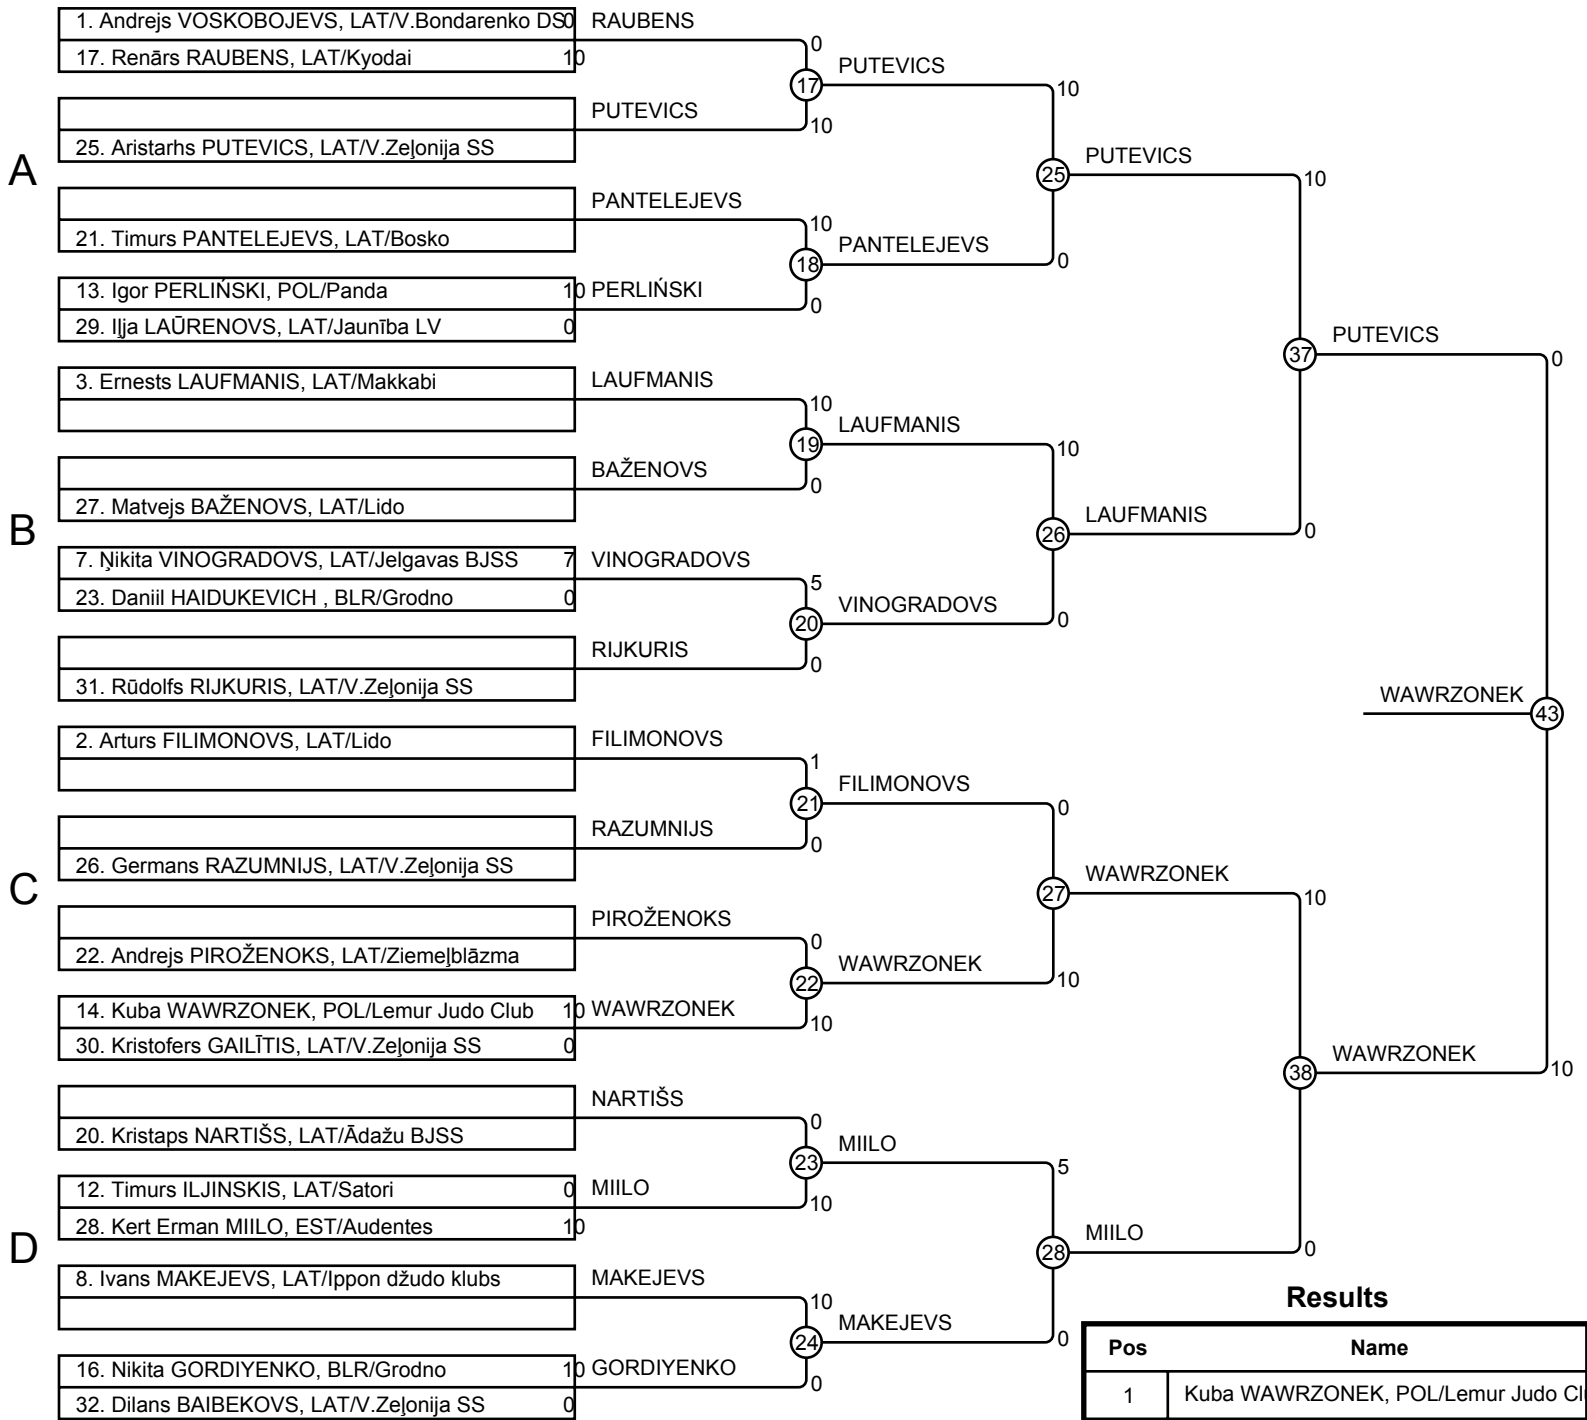 1. Andrejs VOSKOBOJEVS, LAT/V.Bondarenko DS 0 RAUBENS
0
17. Renārs RAUBENS, LAT/Kyodai 10
17 PUTEVICS
10
PUTEVICS
10
25. Aristarhs PUTEVICS, LAT/V.Zeļonija SS
A
25 PUTEVICS
10
PANTELEJEVS
10
21. Timurs PANTELEJEVS, LAT/Bosko
18 PANTELEJEVS
0
13. Igor PERLIŃSKI, POL/Panda 10 PERLIŃSKI
0
29. Iļja LAŪRENOVS, LAT/Jaunība LV 0
37 PUTEVICS
0
3. Ernests LAUFMANIS, LAT/Makkabi LAUFMANIS
10
19 LAUFMANIS
10
BAŽENOVS
0
27. Matvejs BAŽENOVS, LAT/Lido
B
26 LAUFMANIS
0
7. Ņikita VINOGRADOVS, LAT/Jelgavas BJSS 7 VINOGRADOVS
5
23. Daniil HAIDUKEVICH , BLR/Grodno 0
20 VINOGRADOVS
0
RIJKURIS
0
31. Rūdolfs RIJKURIS, LAT/V.Zeļonija SS
WAWRZONEK 43
2. Arturs FILIMONOVS, LAT/Lido FILIMONOVS
1
21 FILIMONOVS
0
RAZUMNIJS
0
26. Germans RAZUMNIJS, LAT/V.Zeļonija SS
C
27 WAWRZONEK
10
PIROŽENOKS
0
22. Andrejs PIROŽENOKS, LAT/Ziemeļblāzma
22 WAWRZONEK
10
14. Kuba WAWRZONEK, POL/Lemur Judo Club 10 WAWRZONEK
10
30. Kristofers GAILĪTIS, LAT/V.Zeļonija SS 0
38 WAWRZONEK
10
NARTIŠS
0
20. Kristaps NARTIŠS, LAT/Ādažu BJSS
23 MIILO
5
12. Timurs ILJINSKIS, LAT/Satori 0 MIILO
10
28. Kert Erman MIILO, EST/Audentes 10
D
28 MIILO
0
8. Ivans MAKEJEVS, LAT/Ippon džudo klubs MAKEJEVS
10
24 MAKEJEVS
0
16. Nikita GORDIYENKO, BLR/Grodno 10 GORDIYENKO
0
32. Dilans BAIBEKOVS, LAT/V.Zeļonija SS 0
Results
Pos Name
1 Kuba WAWRZONEK, POL/Lemur Judo Cl